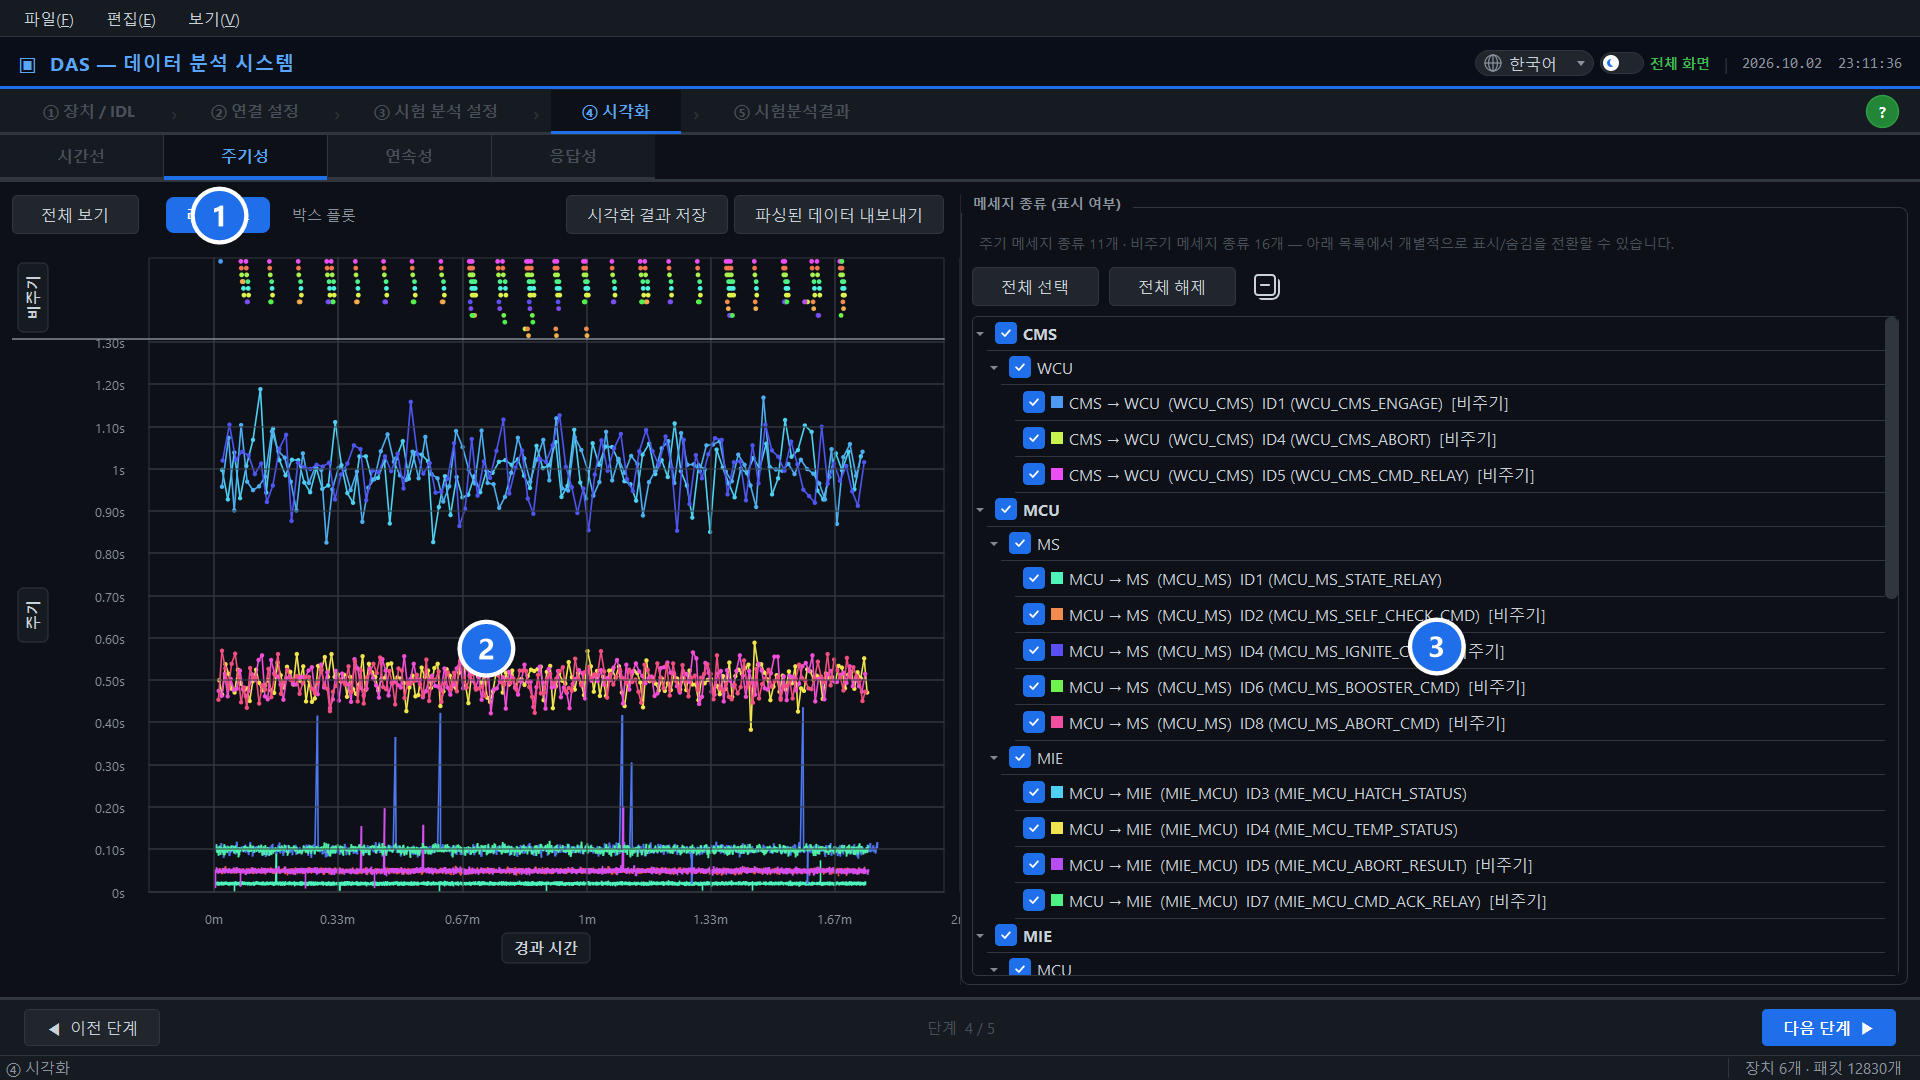 파일(F) 편집(E) 보기(V)
DAS — 데이터 분석 시스템
한국어 전체 화면 | 2026.10.02 23:11:36
① 장치 / IDL › ② 연결 설정 › ③ 시험 분석 설정 › ④ 시각화 › ⑤ 시험분석결과
?
시간선 주기성 연속성 응답성
전체 보기 1 박스 플롯 시각화 결과 저장 파싱된 데이터 내보내기
비주기
1.30s
1.20s
1.10s
1s
0.90s
0.80s
0.70s
0.60s
0.50s
0.40s
0.30s
0.20s
0.10s
0s
주기
2
0m 0.33m 0.67m 1m 1.33m 1.67m
경과 시간
메세지 종류 (표시 여부)
주기 메세지 종류 11개 · 비주기 메세지 종류 16개 — 아래 목록에서 개별적으로 표시/숨김을 전환할 수 있습니다.
전체 선택 전체 해제
CMS
WCU
CMS → WCU (WCU_CMS) ID1 (WCU_CMS_ENGAGE) [비주기]
CMS → WCU (WCU_CMS) ID4 (WCU_CMS_ABORT) [비주기]
CMS → WCU (WCU_CMS) ID5 (WCU_CMS_CMD_RELAY) [비주기]
MCU
MS
MCU → MS (MCU_MS) ID1 (MCU_MS_STATE_RELAY)
MCU → MS (MCU_MS) ID2 (MCU_MS_SELF_CHECK_CMD) [비주기]
MCU → MS (MCU_MS) ID4 (MCU_MS_IGNITE_C 3 주기]
MCU → MS (MCU_MS) ID6 (MCU_MS_BOOSTER_CMD) [비주기]
MCU → MS (MCU_MS) ID8 (MCU_MS_ABORT_CMD) [비주기]
MIE
MCU → MIE (MIE_MCU) ID3 (MIE_MCU_HATCH_STATUS)
MCU → MIE (MIE_MCU) ID4 (MIE_MCU_TEMP_STATUS)
MCU → MIE (MIE_MCU) ID5 (MIE_MCU_ABORT_RESULT) [비주기]
MCU → MIE (MIE_MCU) ID7 (MIE_MCU_CMD_ACK_RELAY) [비주기]
MIE
MCU
◀ 이전 단계 단계 4 / 5 다음 단계 ▶
④ 시각화 장치 6개 · 패킷 12830개